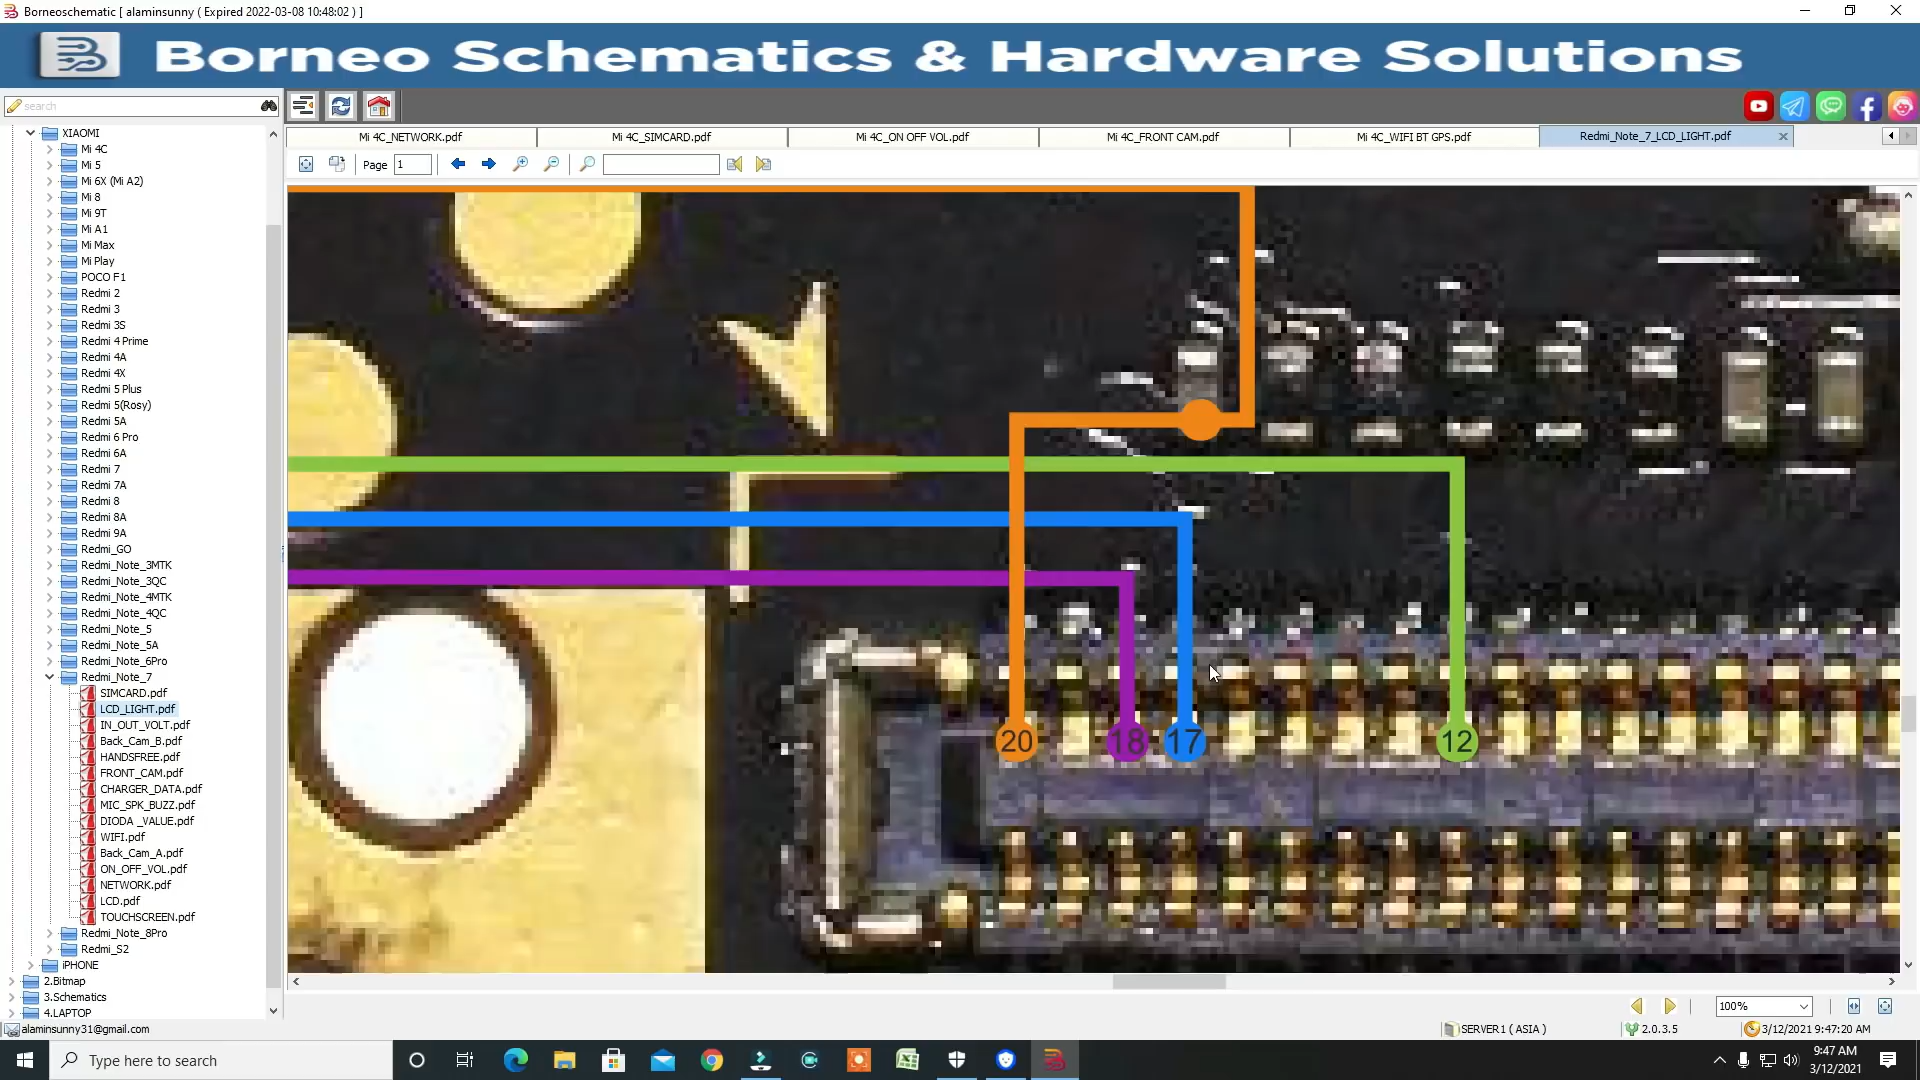 Borneoschematic [ alaminsunny ( Expired 2022-03-08 10:48:02 ) ]
Borneo Schematics & Hardware Solutions
search
XIAOMI
Mi 4C
Mi 5
Mi 6X (Mi A2)
Mi 8
Mi 9T
Mi A1
Mi Max
Mi Play
POCO F1
Redmi 2
Redmi 3
Redmi 3S
Redmi 4 Prime
Redmi 4A
Redmi 4X
Redmi 5 Plus
Redmi 5(Rosy)
Redmi 5A
Redmi 6 Pro
Redmi 6A
Redmi 7
Redmi 7A
Redmi 8
Redmi 8A
Redmi 9A
Redmi_GO
Redmi_Note_3MTK
Redmi_Note_3QC
Redmi_Note_4MTK
Redmi_Note_4QC
Redmi_Note_5
Redmi_Note_5A
Redmi_Note_6Pro
Redmi_Note_7
SIMCARD.pdf
LCD_LIGHT.pdf
IN_OUT_VOLT.pdf
Back_Cam_B.pdf
HANDSFREE.pdf
FRONT_CAM.pdf
CHARGER_DATA.pdf
MIC_SPK_BUZZ.pdf
DIODA _VALUE.pdf
WIFI.pdf
Back_Cam_A.pdf
ON_OFF_VOL.pdf
NETWORK.pdf
LCD.pdf
TOUCHSCREEN.pdf
Redmi_Note_8Pro
Redmi_S2
iPHONE
2.Bitmap
3.Schematics
4.LAPTOP
Mi 4C_NETWORK.pdf
Mi 4C_SIMCARD.pdf
Mi 4C_ON OFF VOL.pdf
Mi 4C_FRONT CAM.pdf
Mi 4C_WIFI BT GPS.pdf
Redmi_Note_7_LCD_LIGHT.pdf
Page 1
20
18
17
12
100%
alaminsunny31@gmail.com
SERVER1 ( ASIA )
2.0.3.5
3/12/2021 9:47:20 AM
Type here to search
9:47 AM
3/12/2021